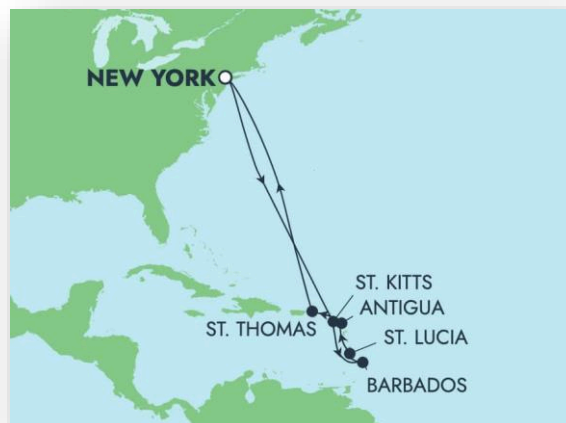 NEW YORK
ST. KITTS
ANTIGUA
ST. THOMAS
ST. LUCIA
BARBADOS